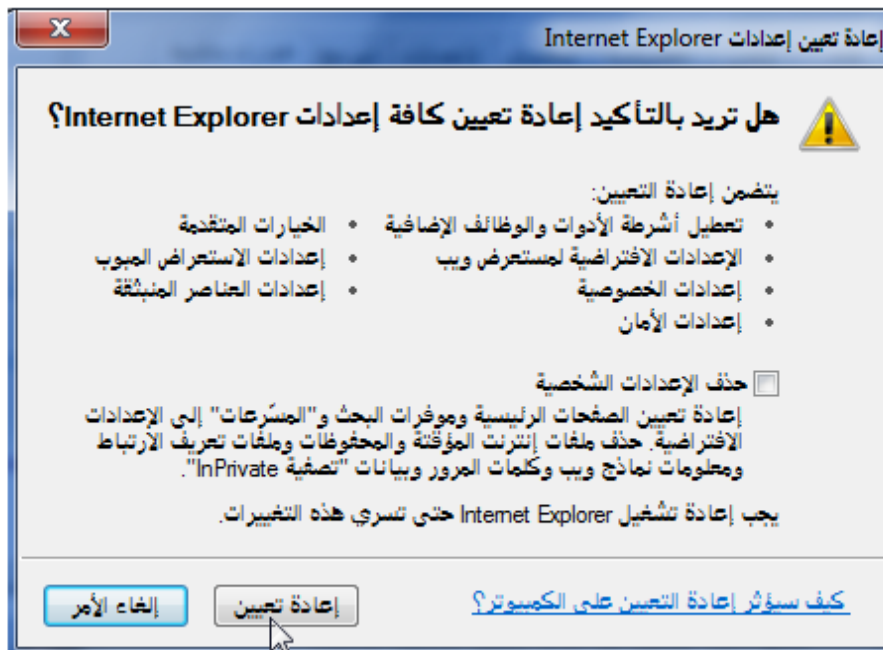 إعادة تعيين إعدادات Internet Explorer
هل تريد بالتأكيد إعادة تعيين كافة إعدادات Internet Explorer؟
يتضمن إعادة التعيين:
• تعطيل أشرطة الأدوات والوظائف الإضافية • الخيارات المتقدمة
• الإعدادات الافتراضية لمستعرض ويب • إعدادات الاستعراض المبوب
• إعدادات الخصوصية • إعدادات العناصر المنبثقة
• إعدادات الأمان
حذف الإعدادات الشخصية
إعادة تعيين الصفحات الرئيسية وموفرات البحث و"المسّرعات" إلى الإعدادات
الافتراضية. حذف ملفات إنترنت المؤقتة والمحفوظات وملفات تعريف الارتباط
ومعلومات نماذج ويب وكلمات المرور وبيانات "تصفية InPrivate".
يجب إعادة تشغيل Internet Explorer حتى تسري هذه التغييرات.
كيف سيؤثر إعادة التعيين على الكمبيوتر؟ إعادة تعيين إلغاء الأمر